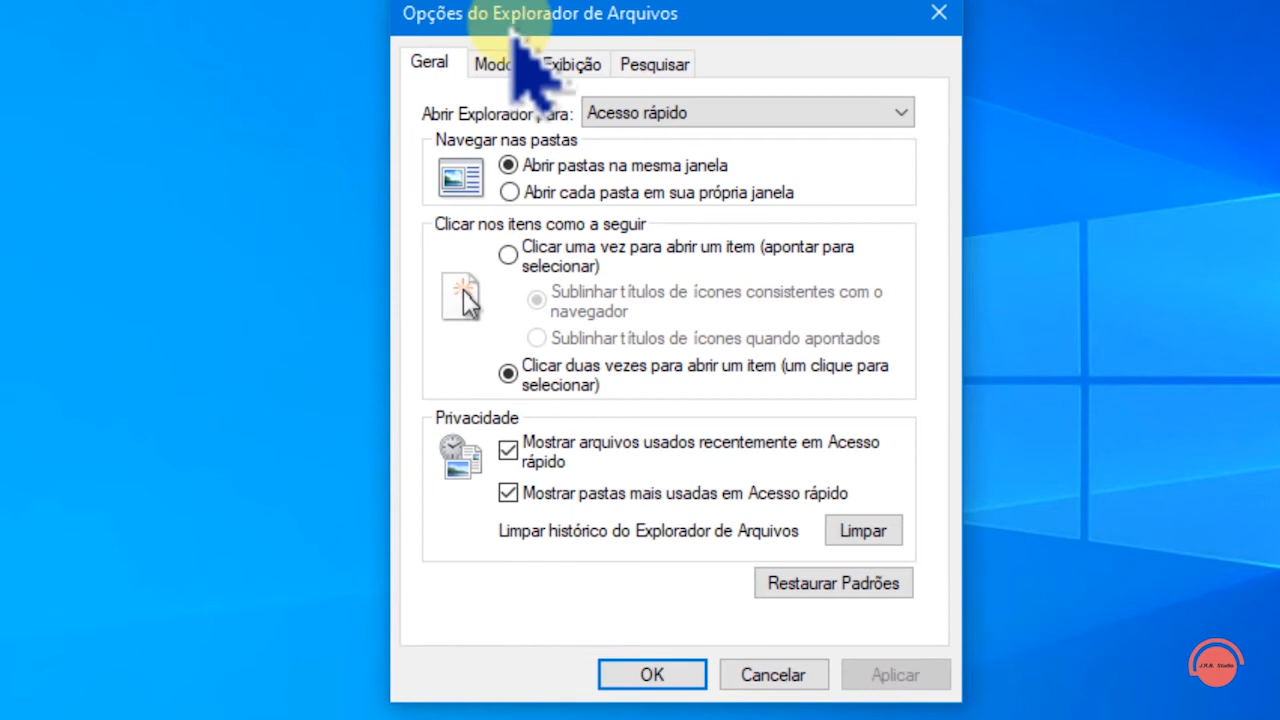 Opções do Explorador de Arquivos
Geral
Modo Exibição
Pesquisar
Abrir Explorador para:
Acesso rápido
Navegar nas pastas
Abrir pastas na mesma janela
Abrir cada pasta em sua própria janela
Clicar nos itens como a seguir
Clicar uma vez para abrir um item (apontar para
selecionar)
Sublinhar títulos de ícones consistentes com o
navegador
Sublinhar títulos de ícones quando apontados
Clicar duas vezes para abrir um item (um clique para
selecionar)
Privacidade
Mostrar arquivos usados recentemente em Acesso
rápido
Mostrar pastas mais usadas em Acesso rápido
Limpar histórico do Explorador de Arquivos
Limpar
Restaurar Padrões
OK
Cancelar
Aplicar